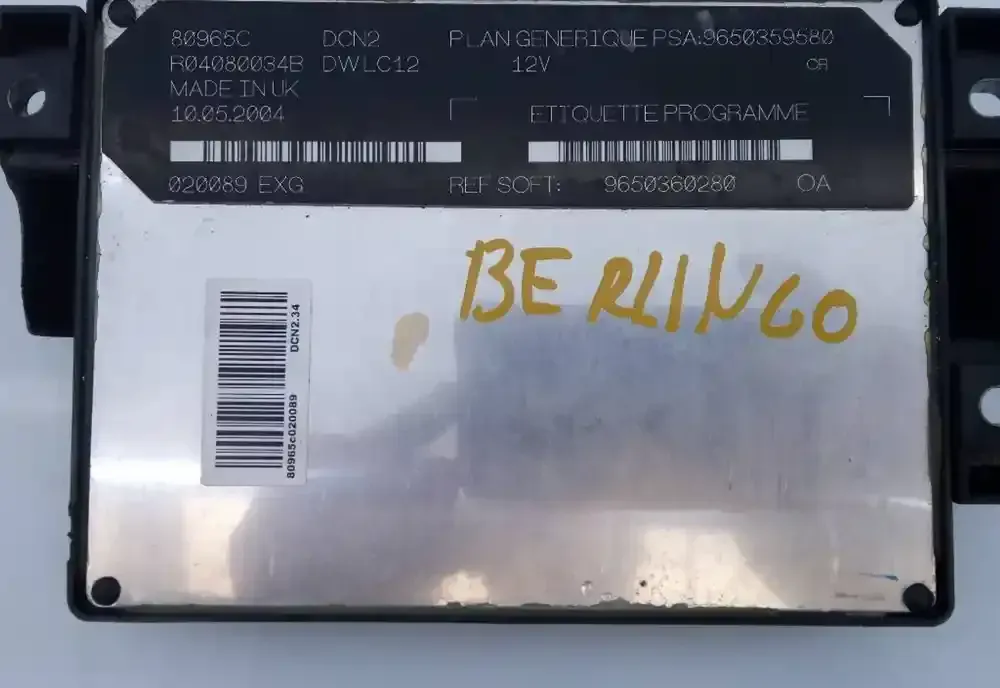 80965C DCN2 PLAN GENERIQUE PSA:9650359580
R04080034B DWLC12 12V CR
MADE IN UK
10.05.2004 ETIQUETTE PROGRAMME
020089 EXG REF SOFT: 9650360280 OA
BERLINGO
DCN2.34
80965c020089